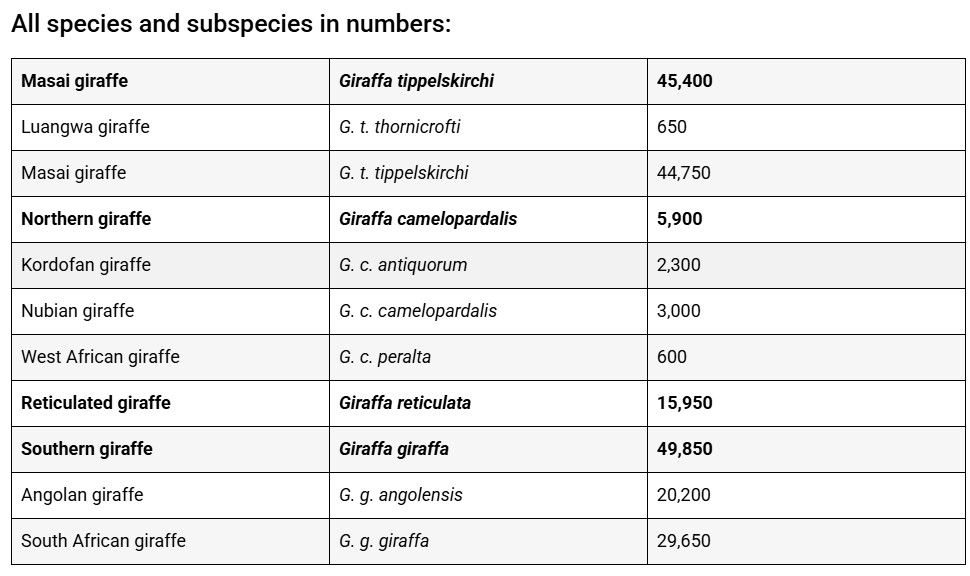 All species and subspecies in numbers:
Masai giraffe Giraffa tippelskirchi 45,400
Luangwa giraffe G. t. thornicrofti 650
Masai giraffe G. t. tippelskirchi 44,750
Northern giraffe Giraffa camelopardalis 5,900
Kordofan giraffe G. c. antiquorum 2,300
Nubian giraffe G. c. camelopardalis 3,000
West African giraffe G. c. peralta 600
Reticulated giraffe Giraffa reticulata 15,950
Southern giraffe Giraffa giraffa 49,850
Angolan giraffe G. g. angolensis 20,200
South African giraffe G. g. giraffa 29,650